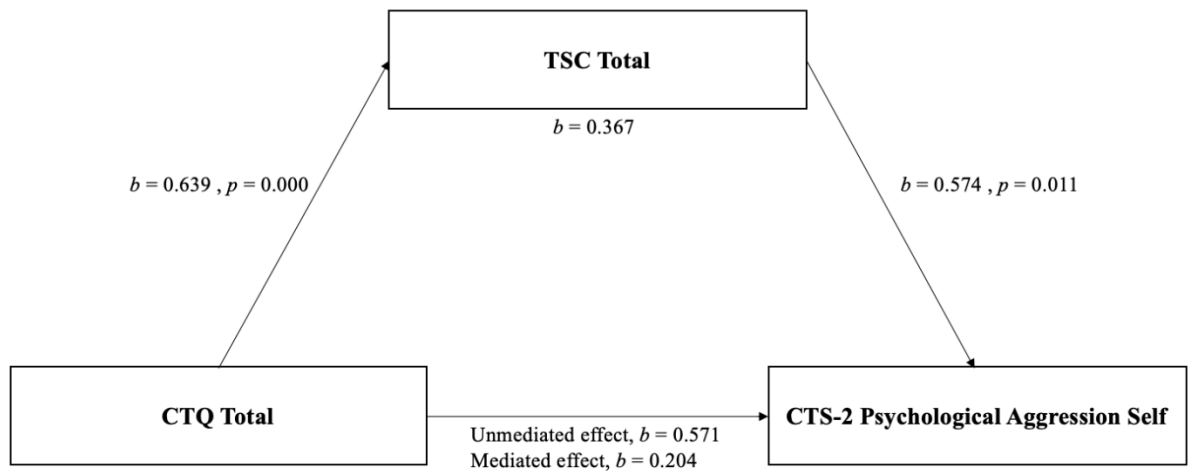 TSC Total
b = 0.367
b = 0.639 , p = 0.000
b = 0.574 , p = 0.011
CTQ Total
CTS-2 Psychological Aggression Self
Unmediated effect, b = 0.571
Mediated effect, b = 0.204